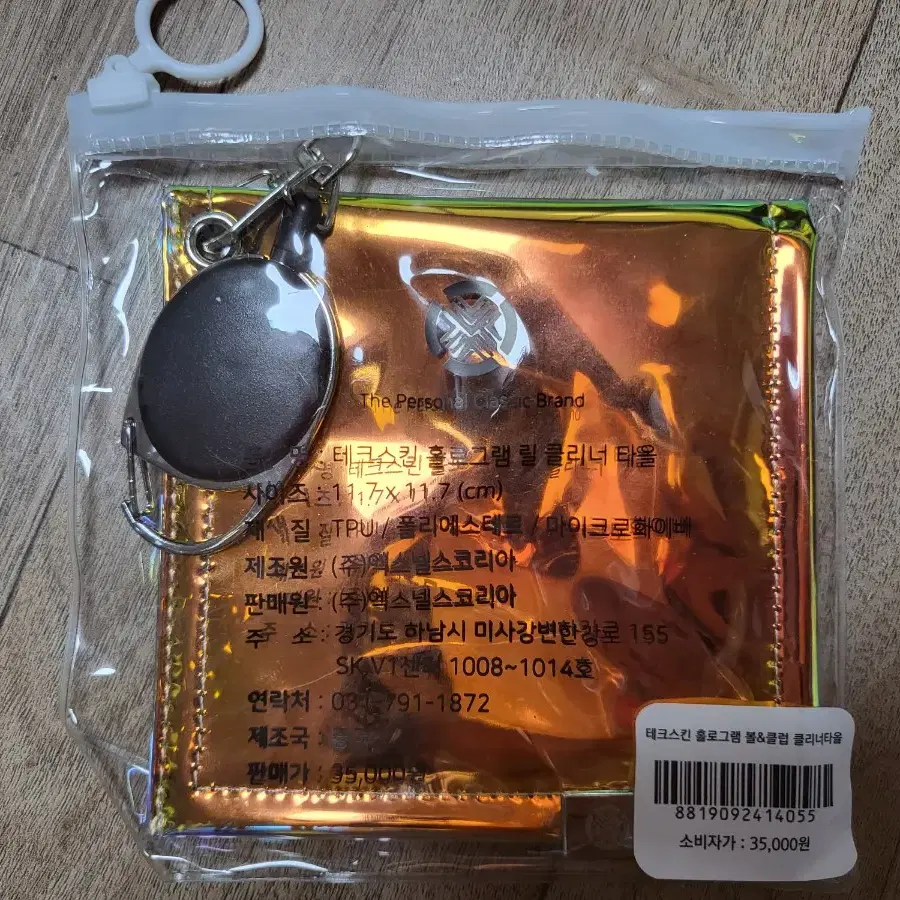 The Personal Classic Brand
명 : 테크스킨 홀로그램 릴 클리너 타올
사이즈 : 11.7 x 11.7 (cm)
재 질 : TPU / 폴리에스테르 / 마이크로화이버
제조원 : (주)엑스넬스코리아
판매원 : (주)엑스넬스코리아
주 소 : 경기도 하남시 미사강변한강로 155
SK V1센터 1008~1014호
연락처 : 031-791-1872
제조국 :
판매가 : 35,000원
테크스킨 홀로그램 볼&클럽 클리너타올
8819092414055
소비자가 : 35,000원